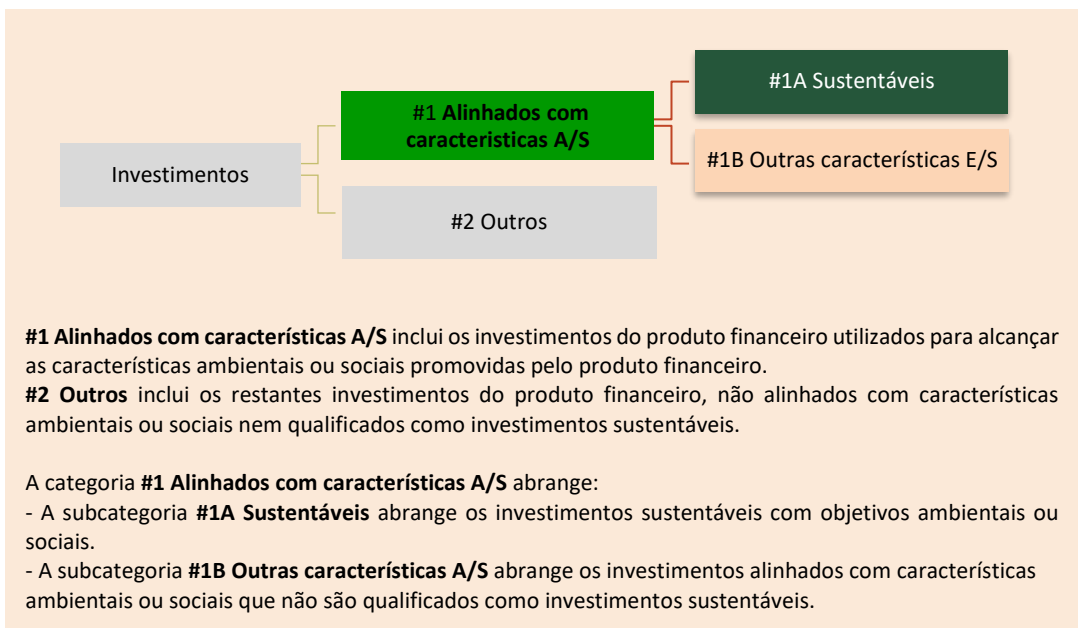 #1A Sustentáveis
#1 Alinhados com
caracteristicas A/S
#1B Outras características E/S
Investimentos
#2 Outros
#1 Alinhados com características A/S inclui os investimentos do produto financeiro utilizados para alcançar
as características ambientais ou sociais promovidas pelo produto financeiro.
#2 Outros inclui os restantes investimentos do produto financeiro, não alinhados com características
ambientais ou sociais nem qualificados como investimentos sustentáveis.
A categoria #1 Alinhados com características A/S abrange:
- A subcategoria #1A Sustentáveis abrange os investimentos sustentáveis com objetivos ambientais ou
sociais.
- A subcategoria #1B Outras características A/S abrange os investimentos alinhados com características
ambientais ou sociais que não são qualificados como investimentos sustentáveis.